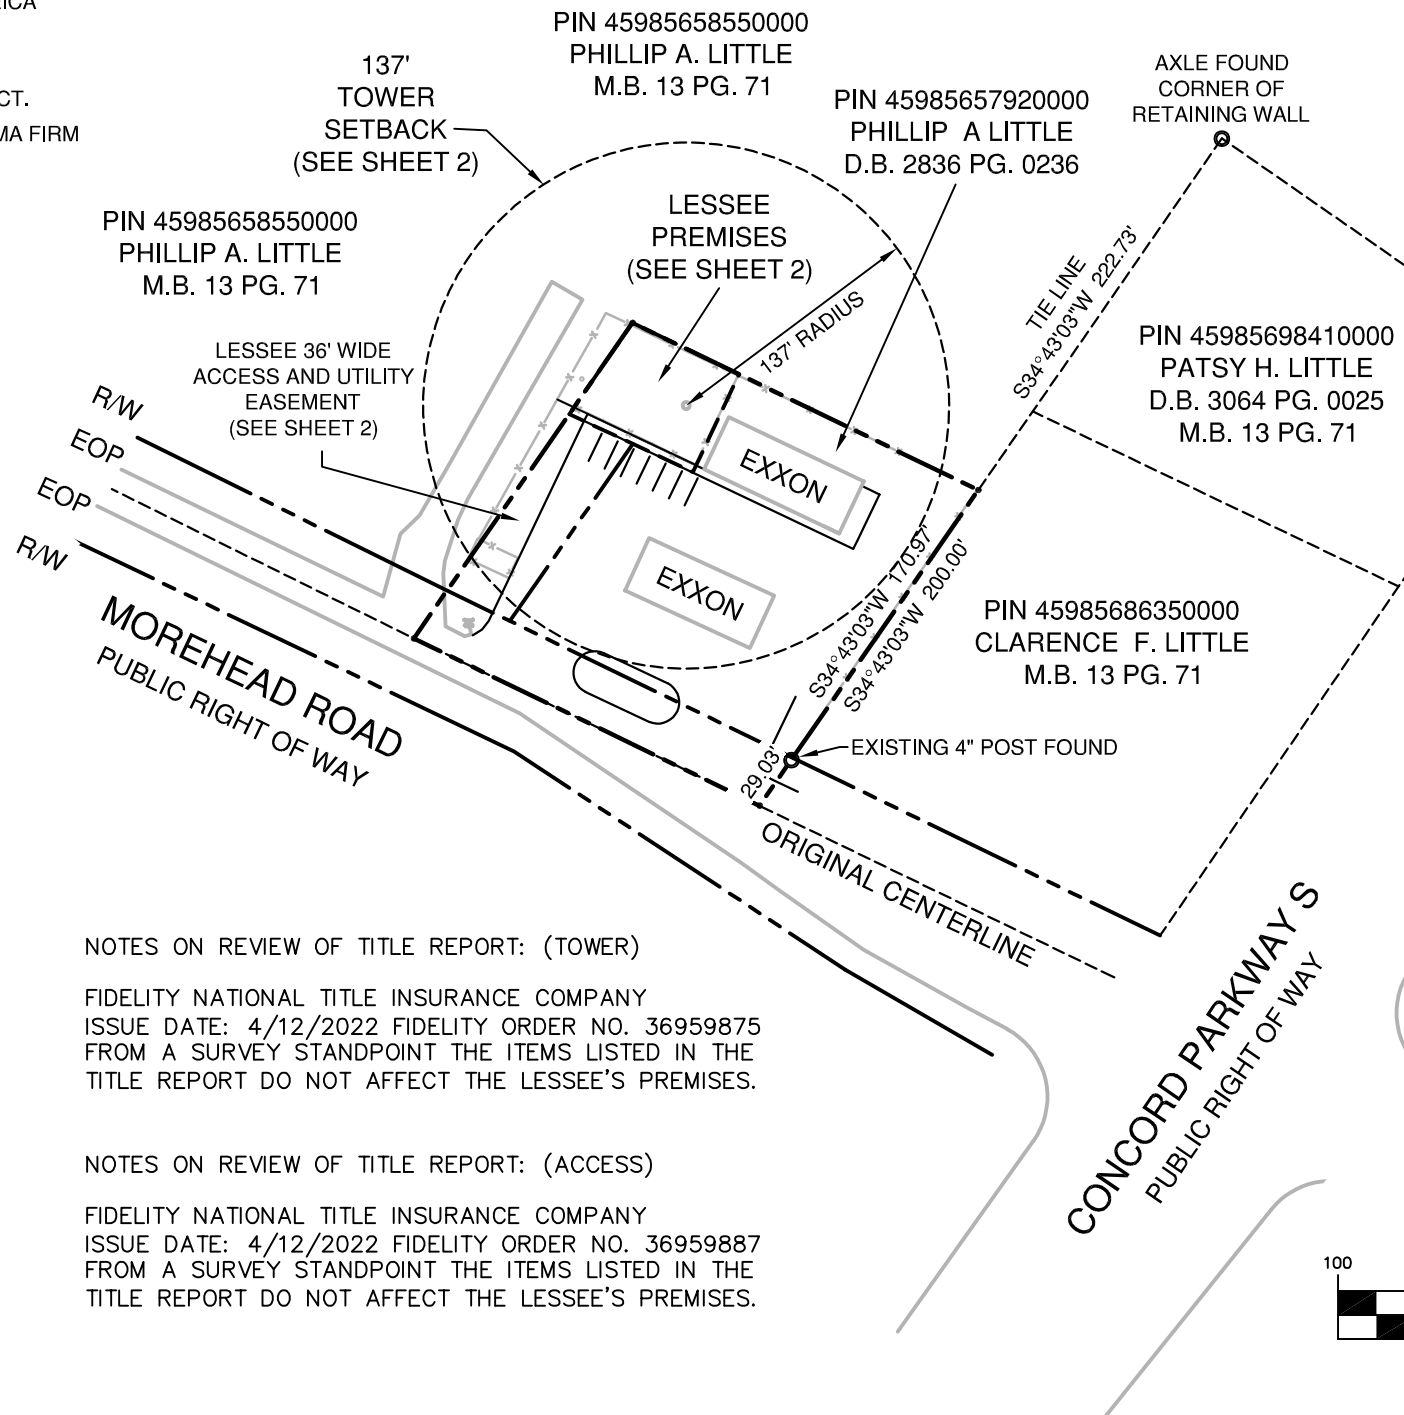 PIN 45985658550000
PHILLIP A. LITTLE
M.B. 13 PG. 71
137'
TOWER
SETBACK
(SEE SHEET 2)
CT.
MA FIRM
PIN 45985657920000
PHILLIP A LITTLE
D.B. 2836 PG. 0236
AXLE FOUND
CORNER OF
RETAINING WALL
PIN 45985658550000
PHILLIP A. LITTLE
M.B. 13 PG. 71
LESSEE
PREMISES
(SEE SHEET 2)
137' RADIUS
TIE LINE
S34°43'03"W 222.73'
PIN 45985698410000
PATSY H. LITTLE
D.B. 3064 PG. 0025
M.B. 13 PG. 71
LESSEE 36' WIDE
ACCESS AND UTILITY
EASEMENT
(SEE SHEET 2)
R/W
EOP
EOP
R/W
EXXON
EXXON
S34°43'03"W 170.97'
S34°43'03"W 200.00'
PIN 45985686350000
CLARENCE F. LITTLE
M.B. 13 PG. 71
MOREHEAD ROAD
PUBLIC RIGHT OF WAY
29.03'
EXISTING 4" POST FOUND
ORIGINAL CENTERLINE
CONCORD PARKWAY S
PUBLIC RIGHT OF WAY
NOTES ON REVIEW OF TITLE REPORT: (TOWER)
FIDELITY NATIONAL TITLE INSURANCE COMPANY
ISSUE DATE: 4/12/2022 FIDELITY ORDER NO. 36959875
FROM A SURVEY STANDPOINT THE ITEMS LISTED IN THE
TITLE REPORT DO NOT AFFECT THE LESSEE'S PREMISES.
NOTES ON REVIEW OF TITLE REPORT: (ACCESS)
FIDELITY NATIONAL TITLE INSURANCE COMPANY
ISSUE DATE: 4/12/2022 FIDELITY ORDER NO. 36959887
FROM A SURVEY STANDPOINT THE ITEMS LISTED IN THE
TITLE REPORT DO NOT AFFECT THE LESSEE'S PREMISES.
100